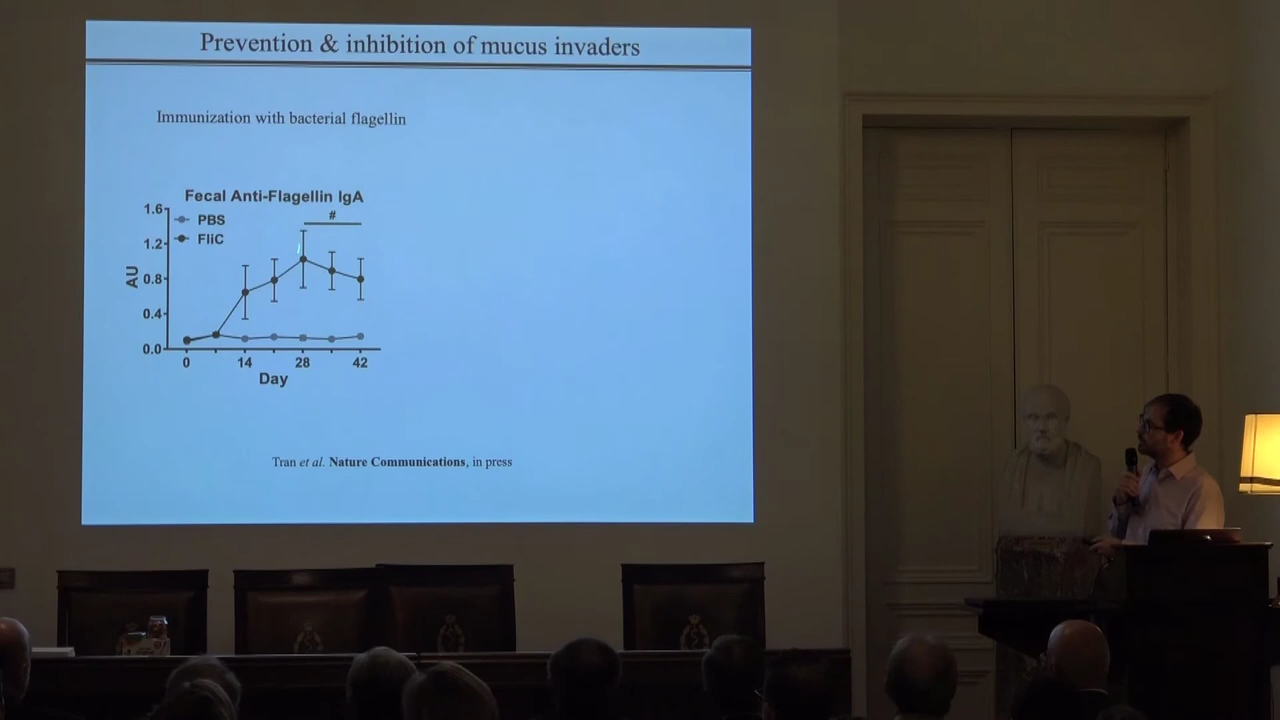 Prevention & inhibition of mucus invaders
Immunization with bacterial flagellin
Fecal Anti-Flagellin IgA
1.6
1.2
0.8
0.4
0.0
AU
PBS
FliC
#
0 14 28 42
Day
Tran et al. Nature Communications, in press